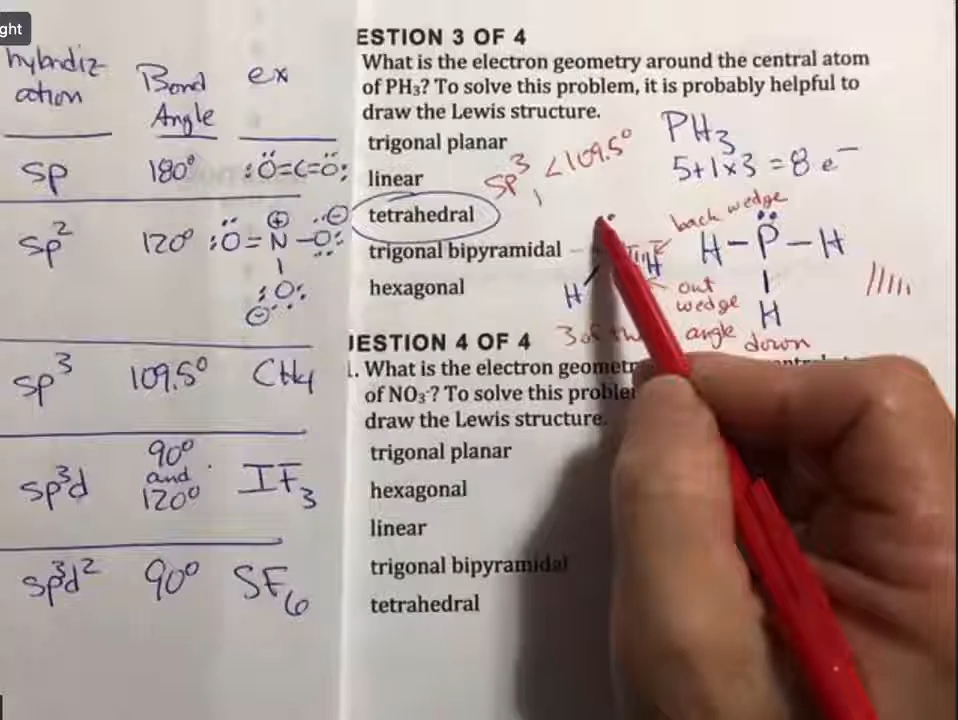 ght
hybridiz-
ation
Bond
Angle
ex
sp
180°
:Ö=C=Ö:
sp²
120°
:Ö=N-Ö:
⊕
⊖
:O:
⊖
sp³
109.5°
CH4
sp³d
90°
and
120°
IF3
sp³d²
90°
SF6
ESTION 3 OF 4
What is the electron geometry around the central atom
of PH₃? To solve this problem, it is probably helpful to
draw the Lewis structure.
trigonal planar
linear
tetrahedral
trigonal bipyramidal
hexagonal
sp³ <109.5°
PH3
5+1x3 = 8 e⁻
back wedge
H-P-H
H
H
H
out
wedge
3 of
angle down
JESTION 4 OF 4
. What is the electron
of NO₃⁻? To solve this
draw the Lewis structure.
trigonal planar
hexagonal
linear
trigonal bipyramidal
tetrahedral